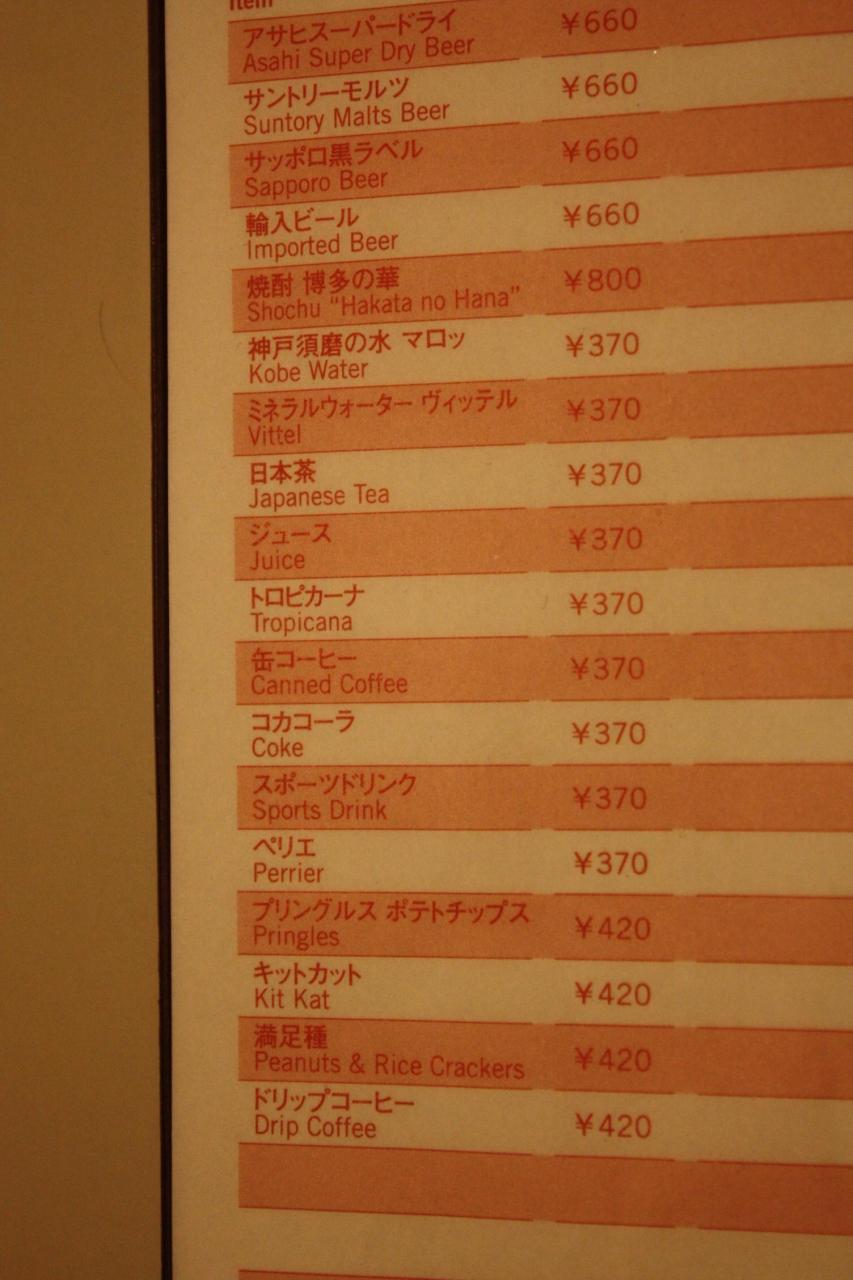 Item
アサヒスーパードライ ¥660
Asahi Super Dry Beer
サントリーモルツ ¥660
Suntory Malts Beer
サッポロ黒ラベル ¥660
Sapporo Beer
輸入ビール ¥660
Imported Beer
焼酎 博多の華 ¥800
Shochu “Hakata no Hana”
神戸須磨の水 マロッ ¥370
Kobe Water
ミネラルウォーター ヴィッテル ¥370
Vittel
日本茶 ¥370
Japanese Tea
ジュース ¥370
Juice
トロピカーナ ¥370
Tropicana
缶コーヒー ¥370
Canned Coffee
コカコーラ ¥370
Coke
スポーツドリンク ¥370
Sports Drink
ペリエ ¥370
Perrier
プリングルス ポテトチップス ¥420
Pringles
キットカット ¥420
Kit Kat
満足種 ¥420
Peanuts & Rice Crackers
ドリップコーヒー ¥420
Drip Coffee